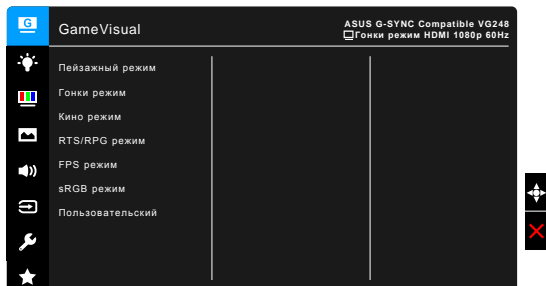 G
GameVisual
ASUS G-SYNC Compatible VG248
Гонки режим HDMI 1080p 60Hz
Пейзажный режим
Гонки режим
Кино режим
RTS/RPG режим
FPS режим
sRGB режим
Пользовательский